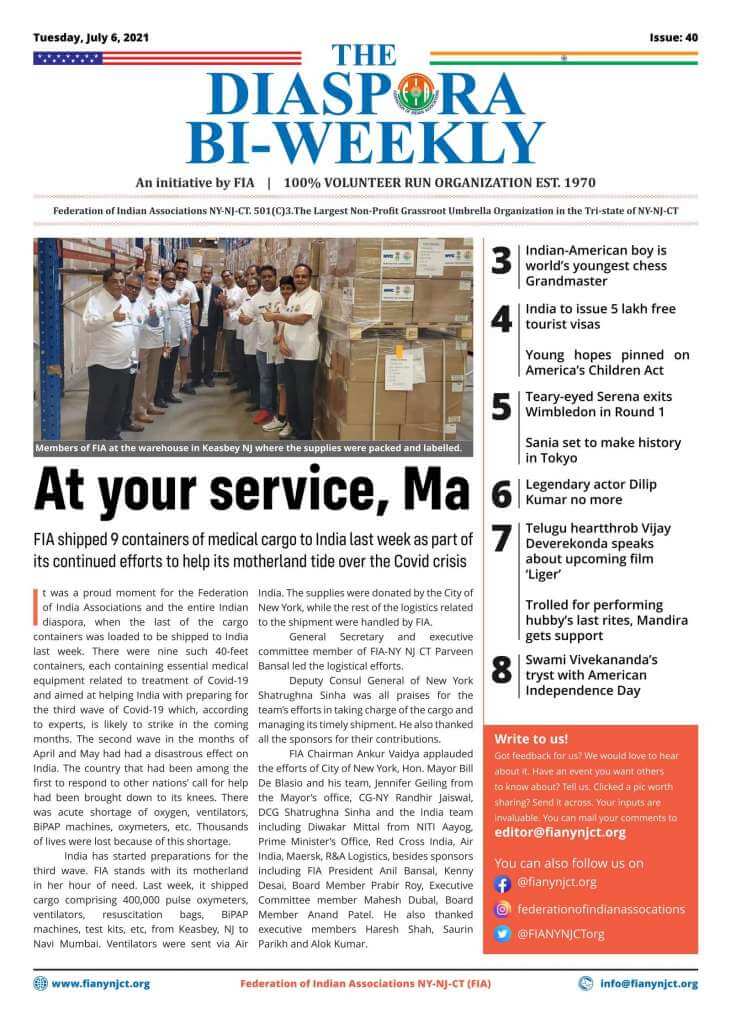 Tuesday, July 6, 2021
Issue: 40
THE
DIASPORA
BI-WEEKLY
An initiative by FIA | 100% VOLUNTEER RUN ORGANIZATION EST. 1970
Federation of Indian Associations NY-NJ-CT. 501(C)3.The Largest Non-Profit Grassroot Umbrella Organization in the Tri-state of NY-NJ-CT
Members of FIA at the warehouse in Keasbey NJ where the supplies were packed and labelled.
At your service, Ma
FIA shipped 9 containers of medical cargo to India last week as part of
its continued efforts to help its motherland tide over the Covid crisis
It was a proud moment for the Federation
of India Associations and the entire Indian
diaspora, when the last of the cargo
containers was loaded to be shipped to India
last week. There were nine such 40-feet
containers, each containing essential medical
equipment related to treatment of Covid-19
and aimed at helping India with preparing for
the third wave of Covid-19 which, according
to experts, is likely to strike in the coming
months. The second wave in the months of
April and May had had a disastrous effect on
India. The country that had been among the
first to respond to other nations' call for help
had been brought down to its knees. There
was acute shortage of oxygen, ventilators,
BiPAP machines, oxymeters, etc. Thousands
of lives were lost because of this shortage.
India has started preparations for the
third wave. FIA stands with its motherland
in her hour of need. Last week, it shipped
cargo comprising 400,000 pulse oxymeters,
ventilators, resuscitation bags, BiPAP
machines, test kits, etc, from Keasbey, NJ to
Navi Mumbai. Ventilators were sent via Air
India. The supplies were donated by the City of
New York, while the rest of the logistics related
to the shipment were handled by FIA.
General Secretary and executive
committee member of FIA-NY NJ CT Parveen
Bansal led the logistical efforts.
Deputy Consul General of New York
Shatrughna Sinha was all praises for the
team's efforts in taking charge of the cargo and
managing its timely shipment. He also thanked
all the sponsors for their contributions.
FIA Chairman Ankur Vaidya applauded
the efforts of City of New York, Hon. Mayor Bill
De Blasio and his team, Jennifer Geiling from
the Mayor's office, CG-NY Randhir Jaiswal,
DCG Shatrughna Sinha and the India team
including Diwakar Mittal from NITI Aayog,
Prime Minister's Office, Red Cross India, Air
India, Maersk, R&A Logistics, besides sponsors
including FIA President Anil Bansal, Kenny
Desai, Board Member Prabir Roy, Executive
Committee member Mahesh Dubal, Board
Member Anand Patel. He also thanked
executive members Haresh Shah, Saurin
Parikh and Alok Kumar.
3 Indian-American boy is
world's youngest chess
Grandmaster
4 India to issue 5 lakh free
tourist visas
Young hopes pinned on
America's Children Act
5 Teary-eyed Serena exits
Wimbledon in Round 1
Sania set to make history
in Tokyo
6 Legendary actor Dilip
Kumar no more
7 Telugu heartthrob Vijay
Deverekonda speaks
about upcoming film
'Liger'
Trolled for performing
hubby's last rites, Mandira
gets support
8 Swami Vivekananda's
tryst with American
Independence Day
Write to us!
Got feedback for us? We would love to hear
about it. Have an event you want others
to know about? Tell us. Clicked a pic worth
sharing? Send it across. Your inputs are
invaluable. You can mail your comments to
editor@fianynjct.org
You can also follow us on
@fianynjct.org
federationofindianassocations
@FIANYNJCTorg
www.fianynjct.org
Federation of Indian Associations NY-NJ-CT (FIA)
info@fianynjct.org